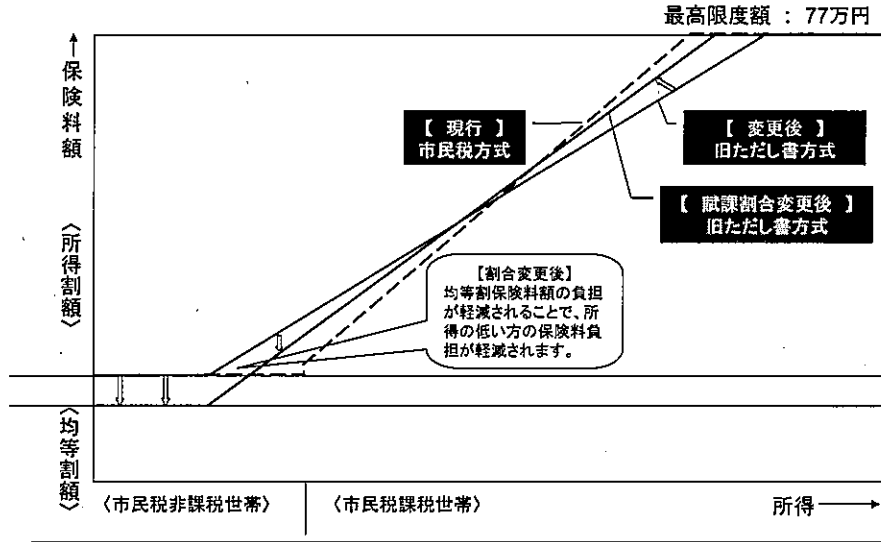 最高限度額 : 77万円
↑保険料額
〈所得割額〉
〈均等割額〉
【 現行 】
市民税方式
【 変更後 】
旧ただし書方式
【 賦課割合変更後 】
旧ただし書方式
【割合変更後】
均等割保険料額の負担
が軽減されることで、所
得の低い方の保険料負
担が軽減されます。
〈市民税非課税世帯〉
〈市民税課税世帯〉
所得→